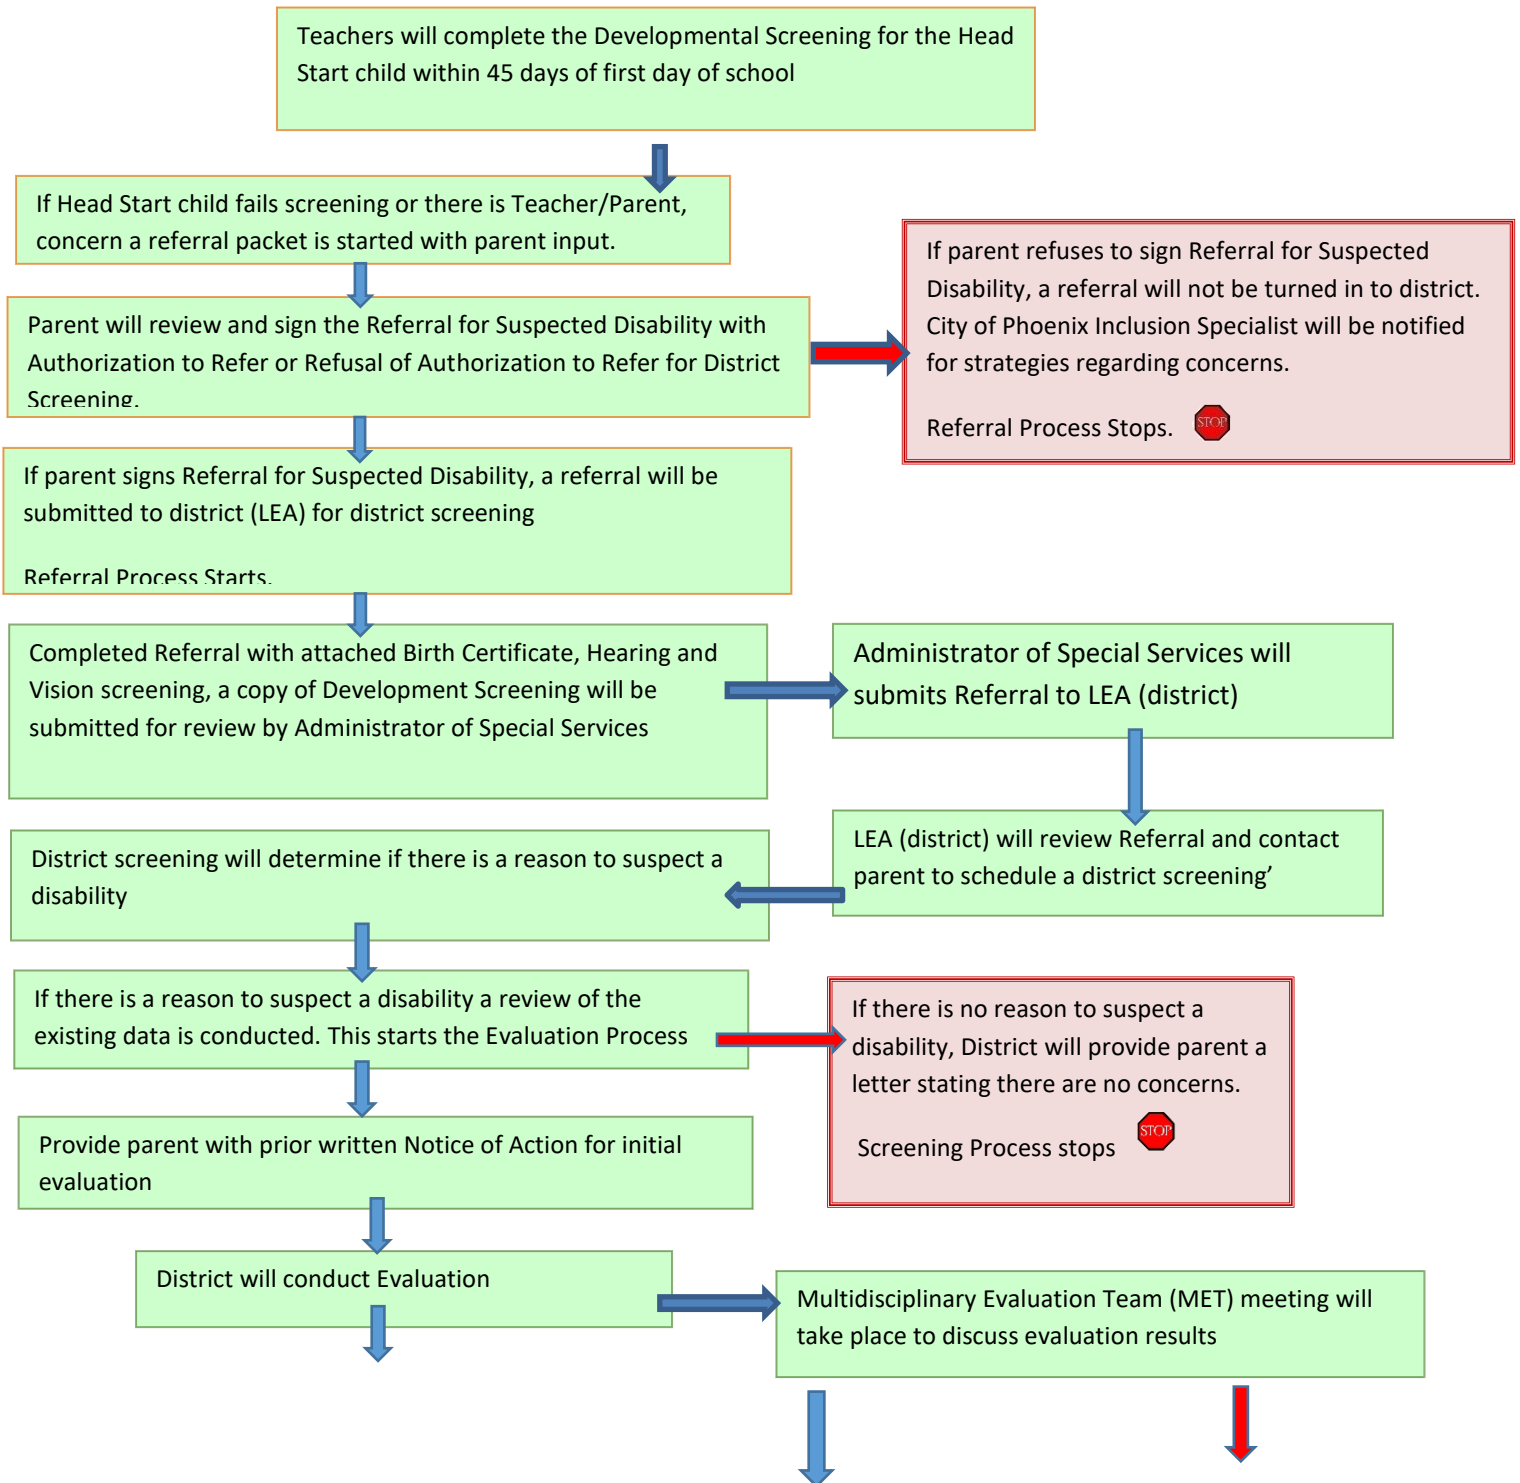 Teachers will complete the Developmental Screening for the Head
Start child within 45 days of first day of school
If Head Start child fails screening or there is Teacher/Parent,
concern a referral packet is started with parent input.
Parent will review and sign the Referral for Suspected Disability with
Authorization to Refer or Refusal of Authorization to Refer for District
Screening.
If parent refuses to sign Referral for Suspected
Disability, a referral will not be turned in to district.
City of Phoenix Inclusion Specialist will be notified
for strategies regarding concerns.
Referral Process Stops.
STOP
If parent signs Referral for Suspected Disability, a referral will be
submitted to district (LEA) for district screening
Referral Process Starts.
Completed Referral with attached Birth Certificate, Hearing and
Vision screening, a copy of Development Screening will be
submitted for review by Administrator of Special Services
Administrator of Special Services will
submits Referral to LEA (district)
LEA (district) will review Referral and contact
parent to schedule a district screening’
District screening will determine if there is a reason to suspect a
disability
If there is a reason to suspect a disability a review of the
existing data is conducted. This starts the Evaluation Process
If there is no reason to suspect a
disability, District will provide parent a
letter stating there are no concerns.
Screening Process stops
STOP
Provide parent with prior written Notice of Action for initial
evaluation
District will conduct Evaluation
Multidisciplinary Evaluation Team (MET) meeting will
take place to discuss evaluation results